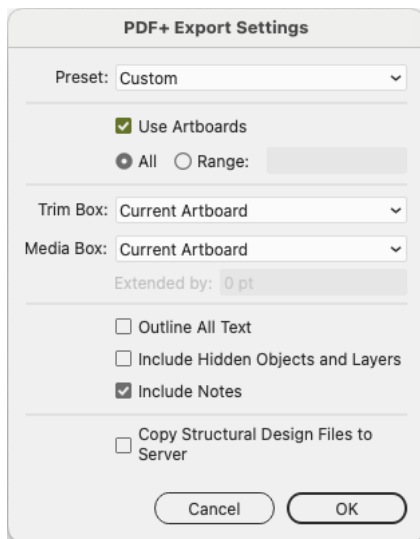 PDF+ Export Settings
Preset: Custom
Use Artboards
All Range:
Trim Box: Current Artboard
Media Box: Current Artboard
Extended by: 0 pt
Outline All Text
Include Hidden Objects and Layers
Include Notes
Copy Structural Design Files to
Server
Cancel OK